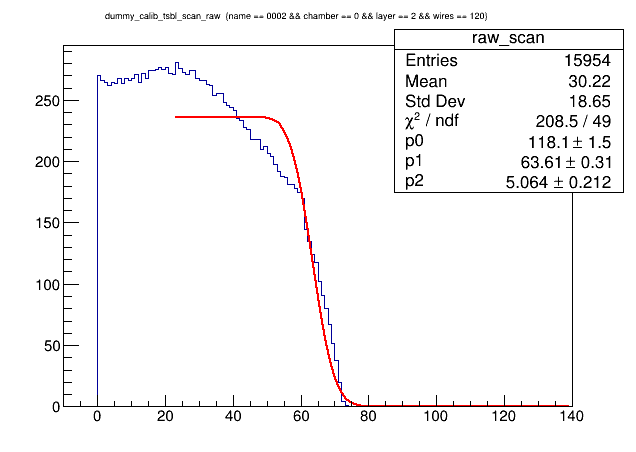 dummy_calib_tsbl_scan_raw (name == 0002 && chamber == 0 && layer == 2 && wires == 120)
raw_scan
Entries 15954
Mean 30.22
Std Dev 18.65
χ² / ndf 208.5 / 49
p0 118.1 ± 1.5
p1 63.61 ± 0.31
p2 5.064 ± 0.212
250
200
150
100
50
0
0 20 40 60 80 100 120 140